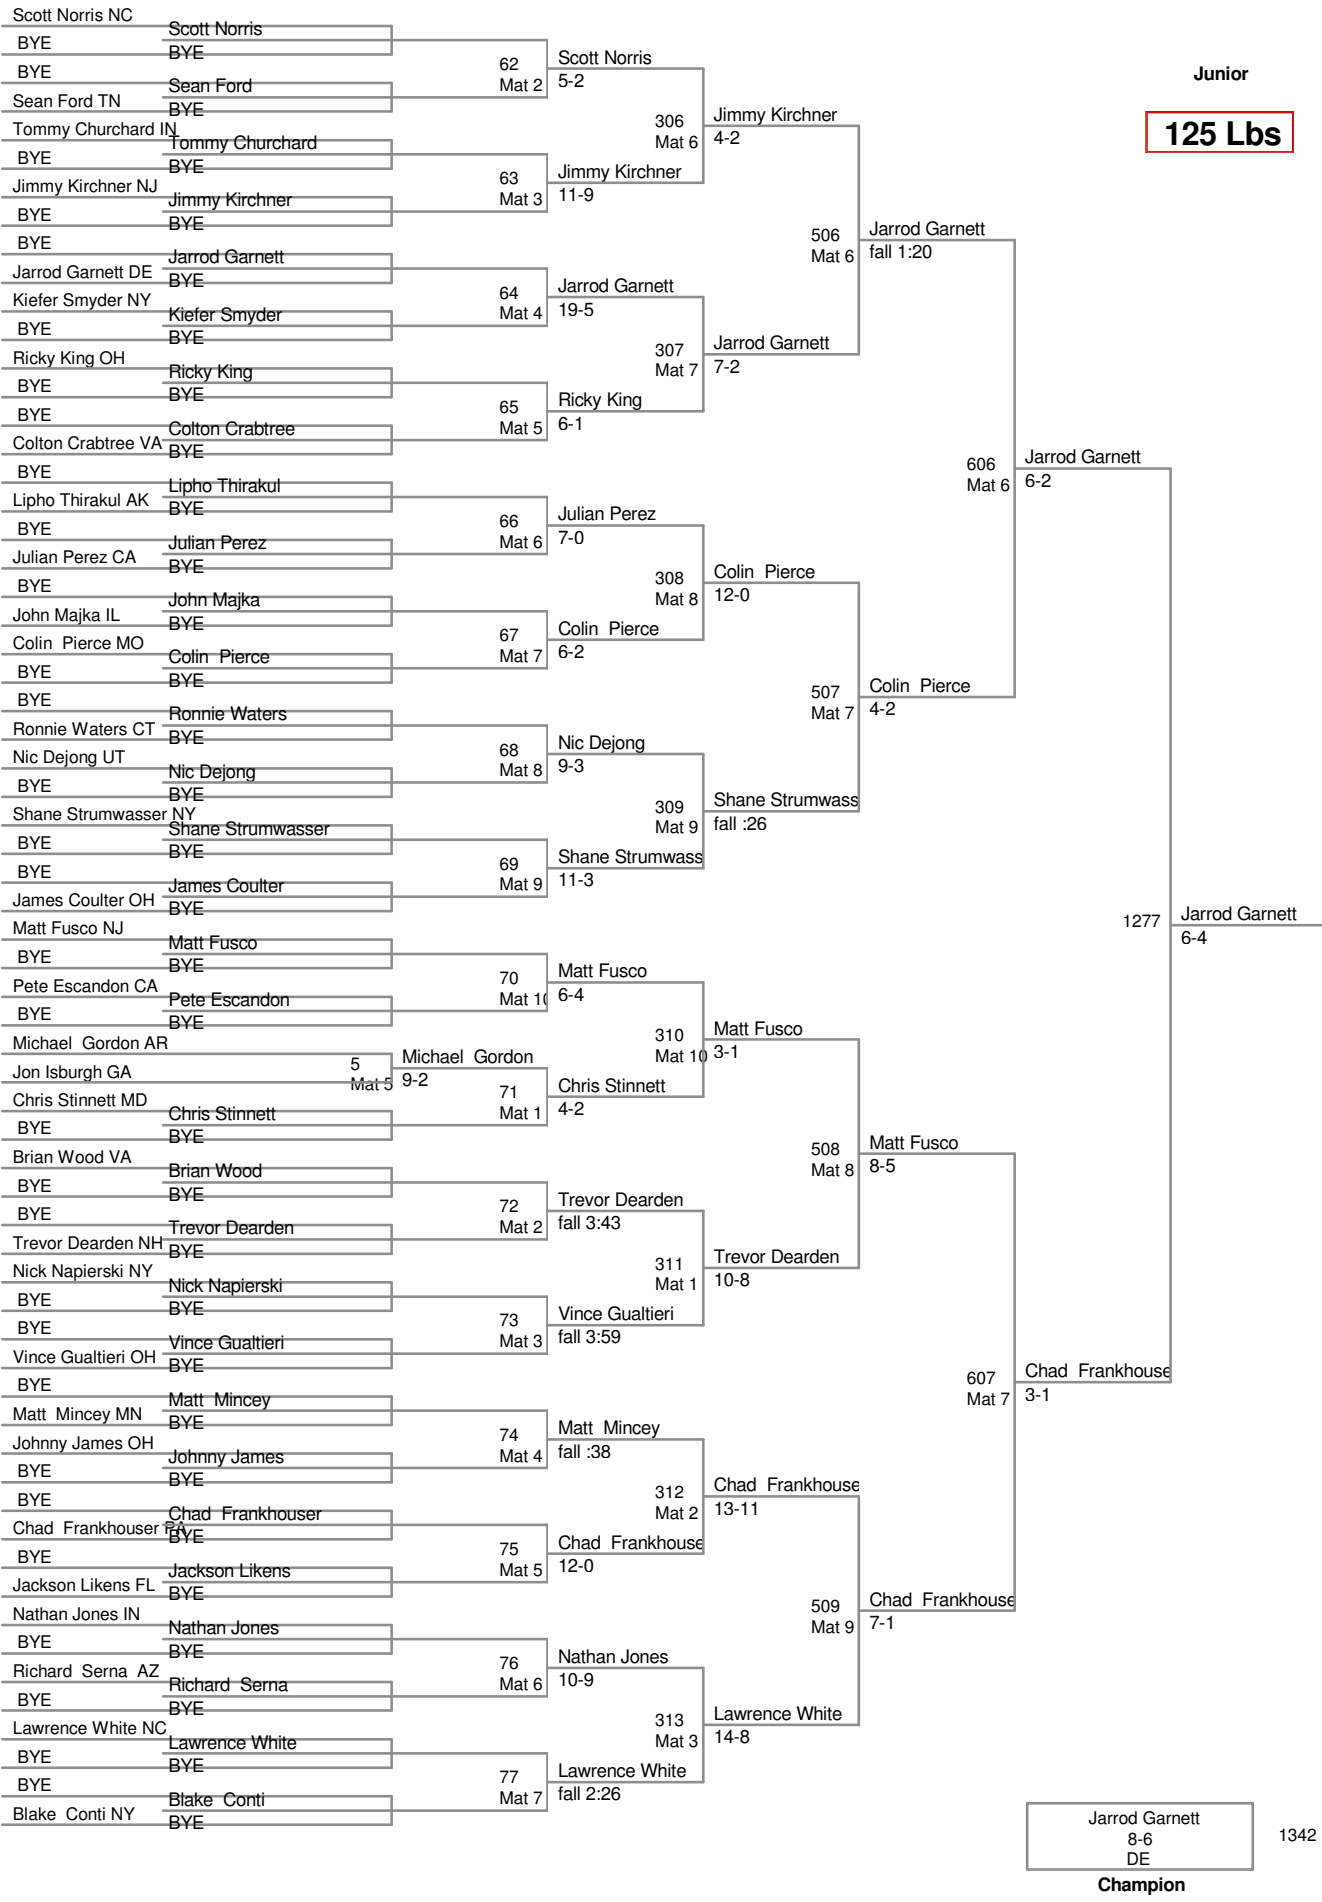 Junior
125 Lbs
Scott Norris NC
BYE
BYE
Sean Ford TN
Tommy Churchard IN
BYE
Jimmy Kirchner NJ
BYE
BYE
Jarrod Garnett DE
Kiefer Smyder NY
BYE
Ricky King OH
BYE
BYE
Colton Crabtree VA
BYE
Lipho Thirakul AK
BYE
Julian Perez CA
BYE
John Majka IL
Colin Pierce MO
BYE
BYE
Ronnie Waters CT
Nic Dejong UT
BYE
Shane Strumwasser NY
BYE
BYE
James Coulter OH
Matt Fusco NJ
BYE
Pete Escandon CA
BYE
Michael Gordon AR
Jon Isburgh GA
Chris Stinnett MD
BYE
Brian Wood VA
BYE
BYE
Trevor Dearden NH
Nick Napierski NY
BYE
BYE
Vince Gualtieri OH
BYE
Matt Mincey MN
Johnny James OH
BYE
BYE
Chad Frankhouser PA
BYE
Jackson Likens FL
Nathan Jones IN
BYE
Richard Serna AZ
BYE
Lawrence White NC
BYE
BYE
Blake Conti NY
Scott Norris
BYE
Sean Ford
BYE
Tommy Churchard
BYE
Jimmy Kirchner
BYE
Jarrod Garnett
BYE
Kiefer Smyder
BYE
Ricky King
BYE
Colton Crabtree
BYE
Lipho Thirakul
BYE
Julian Perez
BYE
John Majka
BYE
Colin Pierce
BYE
Ronnie Waters
BYE
Nic Dejong
BYE
Shane Strumwasser
BYE
James Coulter
BYE
Matt Fusco
BYE
Pete Escandon
BYE
5
Mat 5
Chris Stinnett
BYE
Brian Wood
BYE
Trevor Dearden
BYE
Nick Napierski
BYE
Vince Gualtieri
BYE
Matt Mincey
BYE
Johnny James
BYE
Chad Frankhouser
BYE
Jackson Likens
BYE
Nathan Jones
BYE
Richard Serna
BYE
Lawrence White
BYE
Blake Conti
BYE
62
Mat 2
63
Mat 3
64
Mat 4
65
Mat 5
66
Mat 6
67
Mat 7
68
Mat 8
69
Mat 9
70
Mat 10
Michael Gordon
9-2
71
Mat 1
72
Mat 2
73
Mat 3
74
Mat 4
75
Mat 5
76
Mat 6
77
Mat 7
Scott Norris
5-2
Jimmy Kirchner
11-9
Jarrod Garnett
19-5
Ricky King
6-1
Julian Perez
7-0
Colin Pierce
6-2
Nic Dejong
9-3
Shane Strumwass
11-3
Matt Fusco
6-4
Chris Stinnett
4-2
Trevor Dearden
fall 3:43
Vince Gualtieri
fall 3:59
Matt Mincey
fall :38
Chad Frankhouse
12-0
Nathan Jones
10-9
Lawrence White
fall 2:26
306
Mat 6
307
Mat 7
308
Mat 8
309
Mat 9
310
Mat 10
311
Mat 1
312
Mat 2
313
Mat 3
Jimmy Kirchner
4-2
Jarrod Garnett
7-2
Colin Pierce
12-0
Shane Strumwass
fall :26
Matt Fusco
3-1
Trevor Dearden
10-8
Chad Frankhouse
13-11
Lawrence White
14-8
506
Mat 6
507
Mat 7
508
Mat 8
509
Mat 9
Jarrod Garnett
fall 1:20
Colin Pierce
4-2
Matt Fusco
8-5
Chad Frankhouse
7-1
606
Mat 6
607
Mat 7
Jarrod Garnett
6-2
Chad Frankhouse
3-1
1277
Jarrod Garnett
6-4
Jarrod Garnett
8-6
DE
1342
Champion